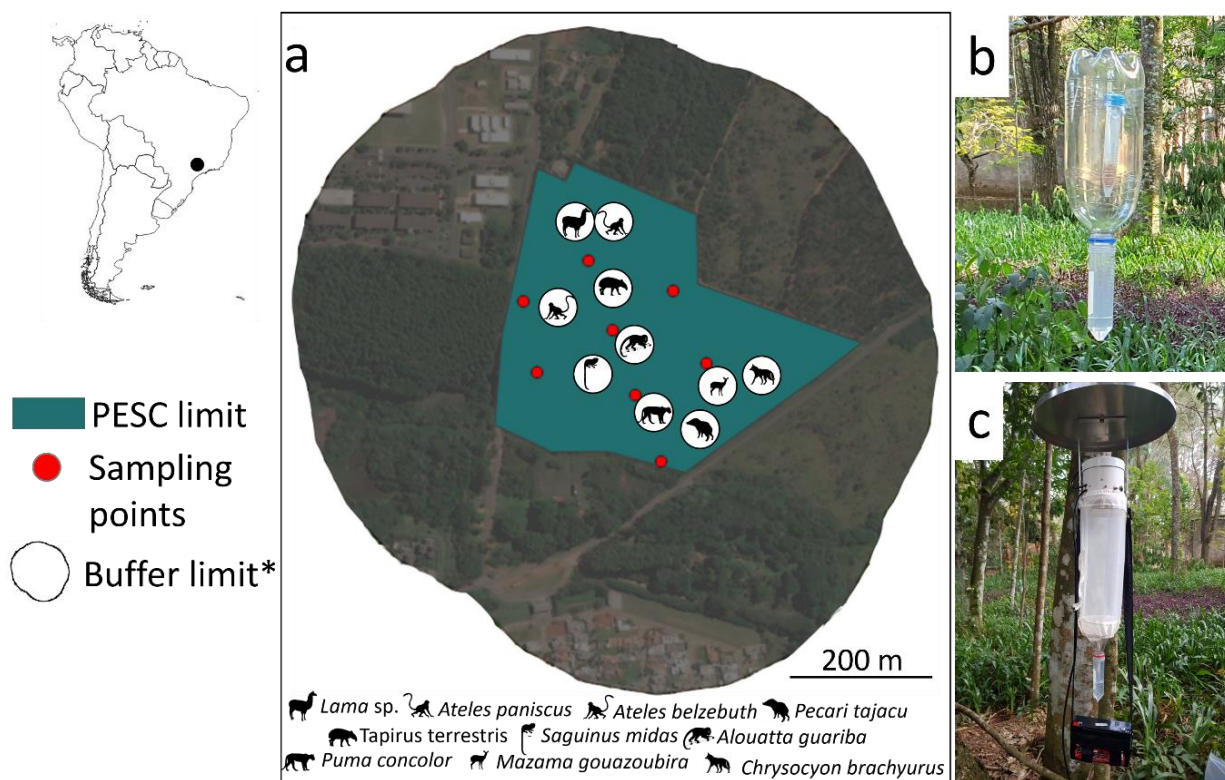 a
b
c
PESC limit
Sampling
points
Buffer limit*
200 m
Lama sp. Ateles paniscus Ateles belzebuth Pecari tajacu
Tapirus terrestris Saguinus midas Alouatta guariba
Puma concolor Mazama gouazoubira Chrysocyon brachyurus